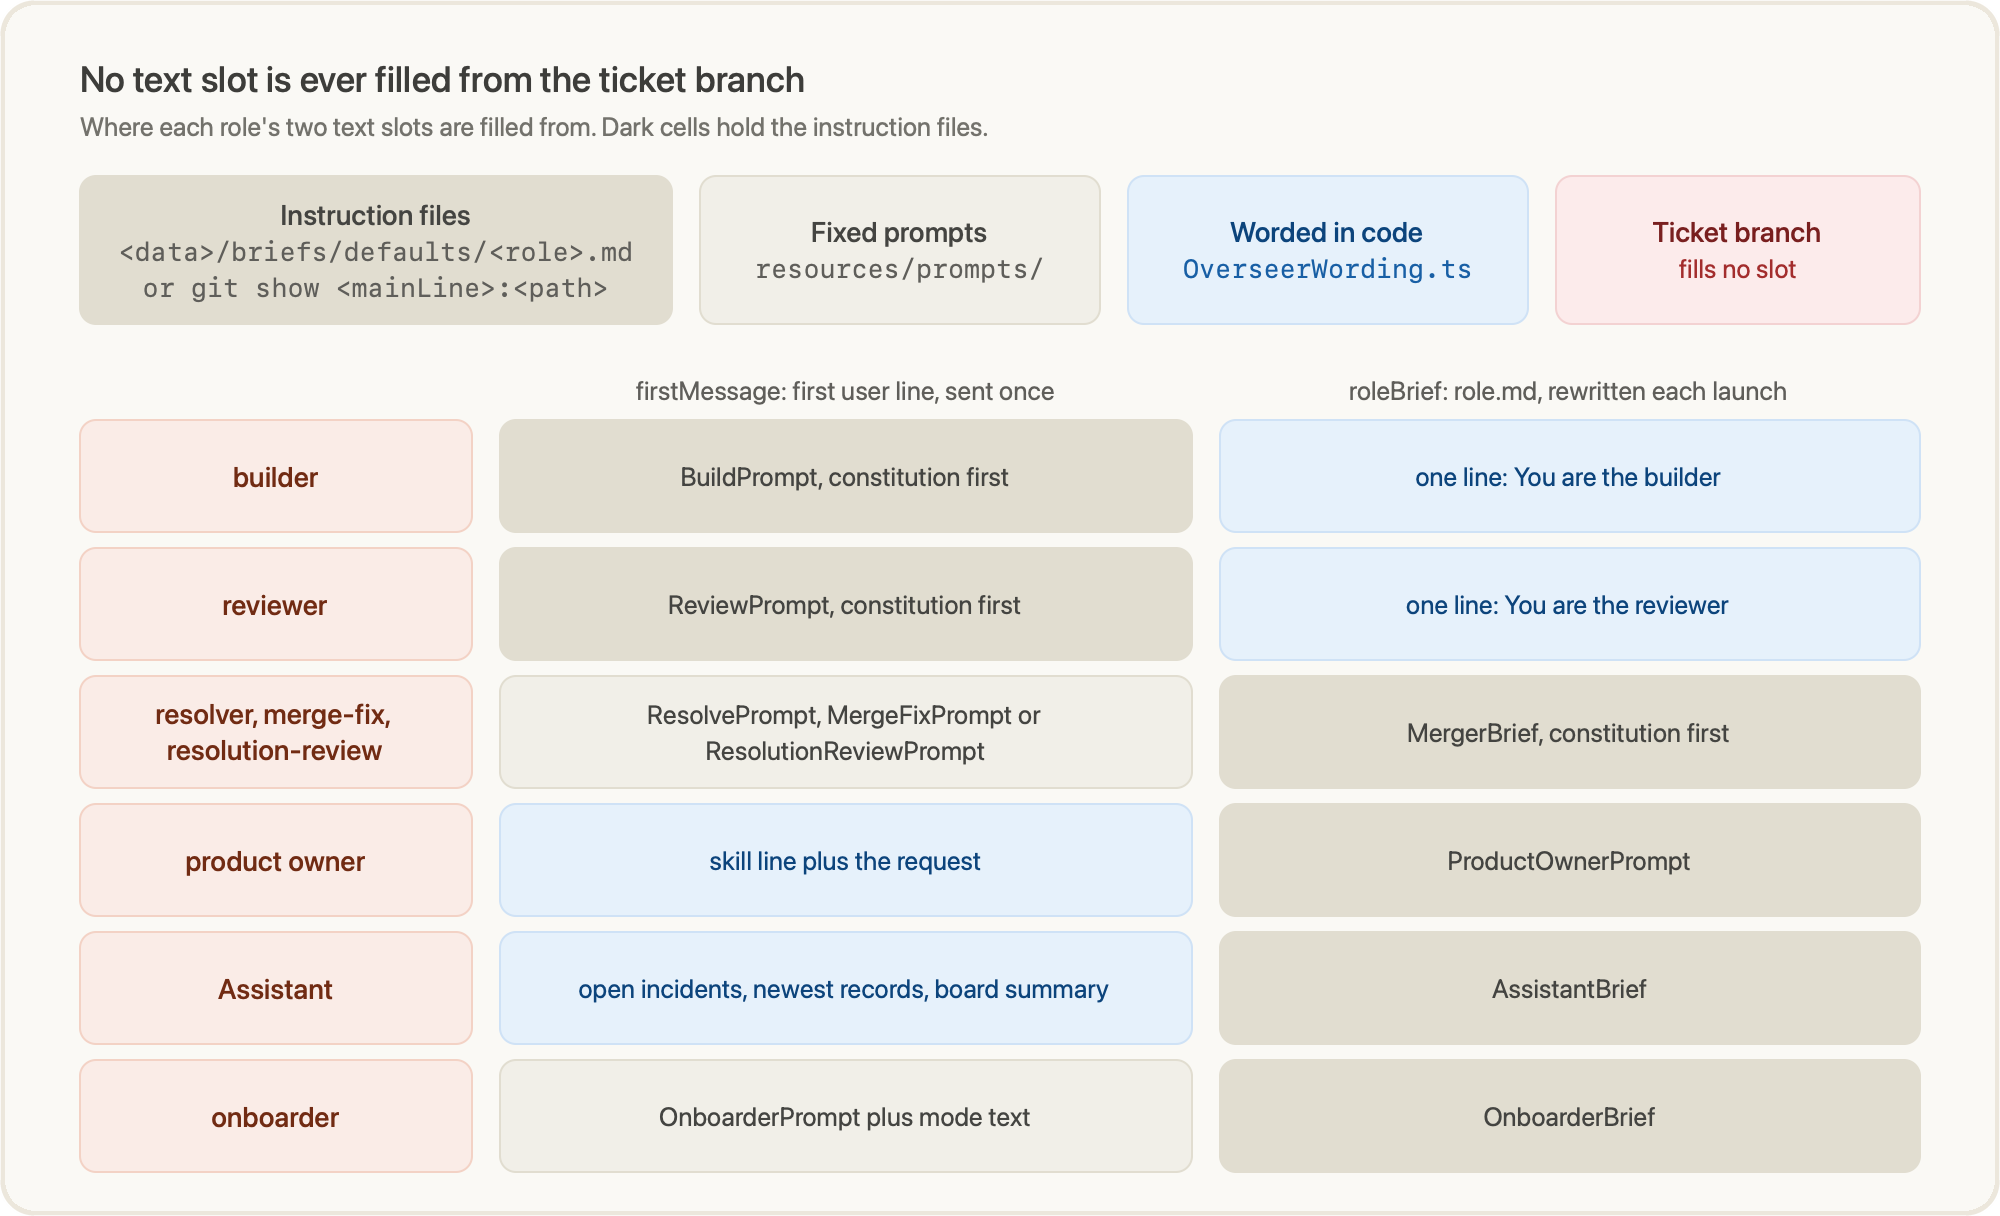 No text slot is ever filled from the ticket branch
Where each role's two text slots are filled from. Dark cells hold the instruction files.
Instruction files
<data>/briefs/defaults/<role>.md
or git show <mainLine>:<path>
Fixed prompts
resources/prompts/
Worded in code
OverseerWording.ts
Ticket branch
fills no slot
firstMessage: first user line, sent once
roleBrief: role.md, rewritten each launch
builder
BuildPrompt, constitution first
one line: You are the builder
reviewer
ReviewPrompt, constitution first
one line: You are the reviewer
resolver, merge-fix,
resolution-review
ResolvePrompt, MergeFixPrompt or
ResolutionReviewPrompt
MergerBrief, constitution first
product owner
skill line plus the request
ProductOwnerPrompt
Assistant
open incidents, newest records, board summary
AssistantBrief
onboarder
OnboarderPrompt plus mode text
OnboarderBrief